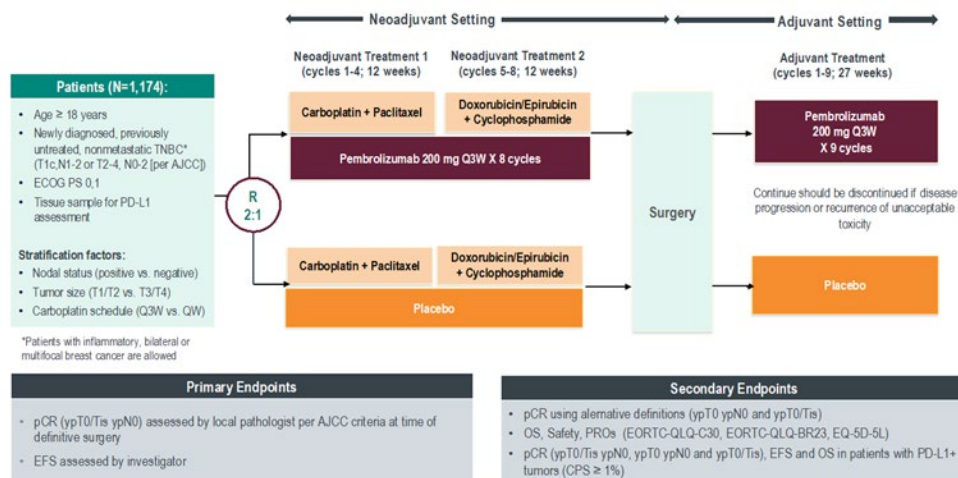 Neoadjuvant Setting
Adjuvant Setting
Neoadjuvant Treatment 1
(cycles 1-4; 12 weeks)
Neoadjuvant Treatment 2
(cycles 5-8; 12 weeks)
Adjuvant Treatment
(cycles 1-9; 27 weeks)
Patients (N=1,174):
• Age ≥ 18 years
• Newly diagnosed, previously
untreated, nonmetastatic TNBC*
(T1c,N1-2 or T2-4, N0-2 [per AJCC])
• ECOG PS 0,1
• Tissue sample for PD-L1
assessment
Stratification factors:
• Nodal status (positive vs. negative)
• Tumor size (T1/T2 vs. T3/T4)
• Carboplatin schedule (Q3W vs. QW)
*Patients with inflammatory, bilateral or
multifocal breast cancer are allowed
R
2:1
Carboplatin + Paclitaxel
Doxorubicin/Epirubicin
+ Cyclophosphamide
Pembrolizumab 200 mg Q3W X 8 cycles
Carboplatin + Paclitaxel
Doxorubicin/Epirubicin
+ Cyclophosphamide
Placebo
Surgery
Pembrolizumab
200 mg Q3W
X 9 cycles
Continue should be discontinued if disease
progression or recurrence of unacceptable
toxicity
Placebo
Primary Endpoints
• pCR (ypT0/Tis ypN0) assessed by local pathologist per AJCC criteria at time of
definitive surgery
• EFS assessed by investigator
Secondary Endpoints
• pCR using alernative definitions (ypT0 ypN0 and ypT0/Tis)
• OS, Safety, PROs (EORTC-QLQ-C30, EORTC-QLQ-BR23, EQ-5D-5L)
• pCR (ypT0/Tis ypN0, ypT0 ypN0 and ypT0/Tis), EFS and OS in patients with PD-L1+
tumors (CPS ≥ 1%)